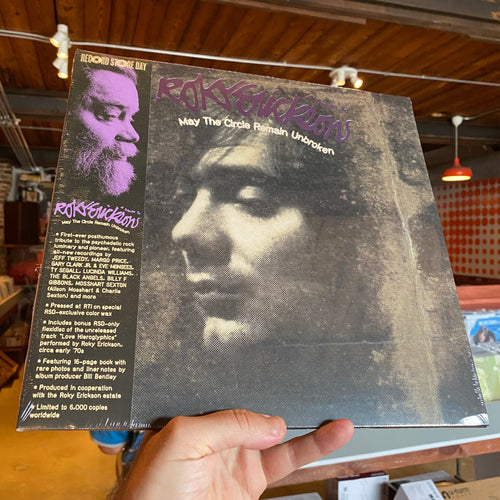 RECORD STORE DAY
Roky Erickson
May The Circle Remain Unbroken
a tribute to
Roky Erickson
May The Circle Remain Unbroken
• First-ever posthumous
tribute to the psychedelic rock
luminary and pioneer, featuring
all-new recordings by
JEFF TWEEDY, MARGO PRICE,
GARY CLARK JR. & EVE MONSEES,
TY SEGALL, LUCINDA WILLIAMS,
THE BLACK ANGELS, BILLY F
GIBBONS, MOSSHART SEXTON
(Alison Mosshart & Charlie
Sexton) and more
• Pressed at RTI on special
RSD-exclusive color wax
• Includes bonus RSD-only
flexidisc of the unreleased
track "Love Hieroglyphics"
performed by Roky Erickson,
circa early '70s
• Featuring 16-page book with
rare photos and liner notes by
album producer Bill Bentley
• Produced in cooperation
with the Roky Erickson estate
• Limited to 6,000 copies
worldwide